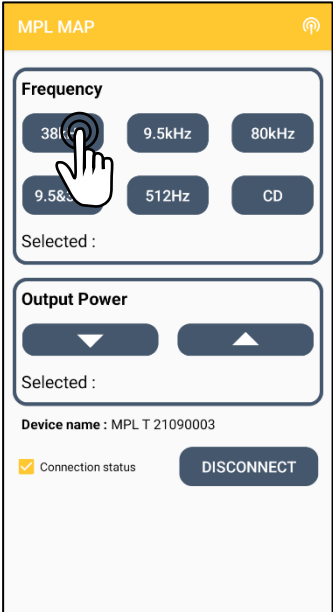 MPL MAP
Frequency
9.5kHz
80kHz
512Hz
CD
Selected :
Output Power
Selected :
Device name : MPL T 21090003
Connection status
DISCONNECT